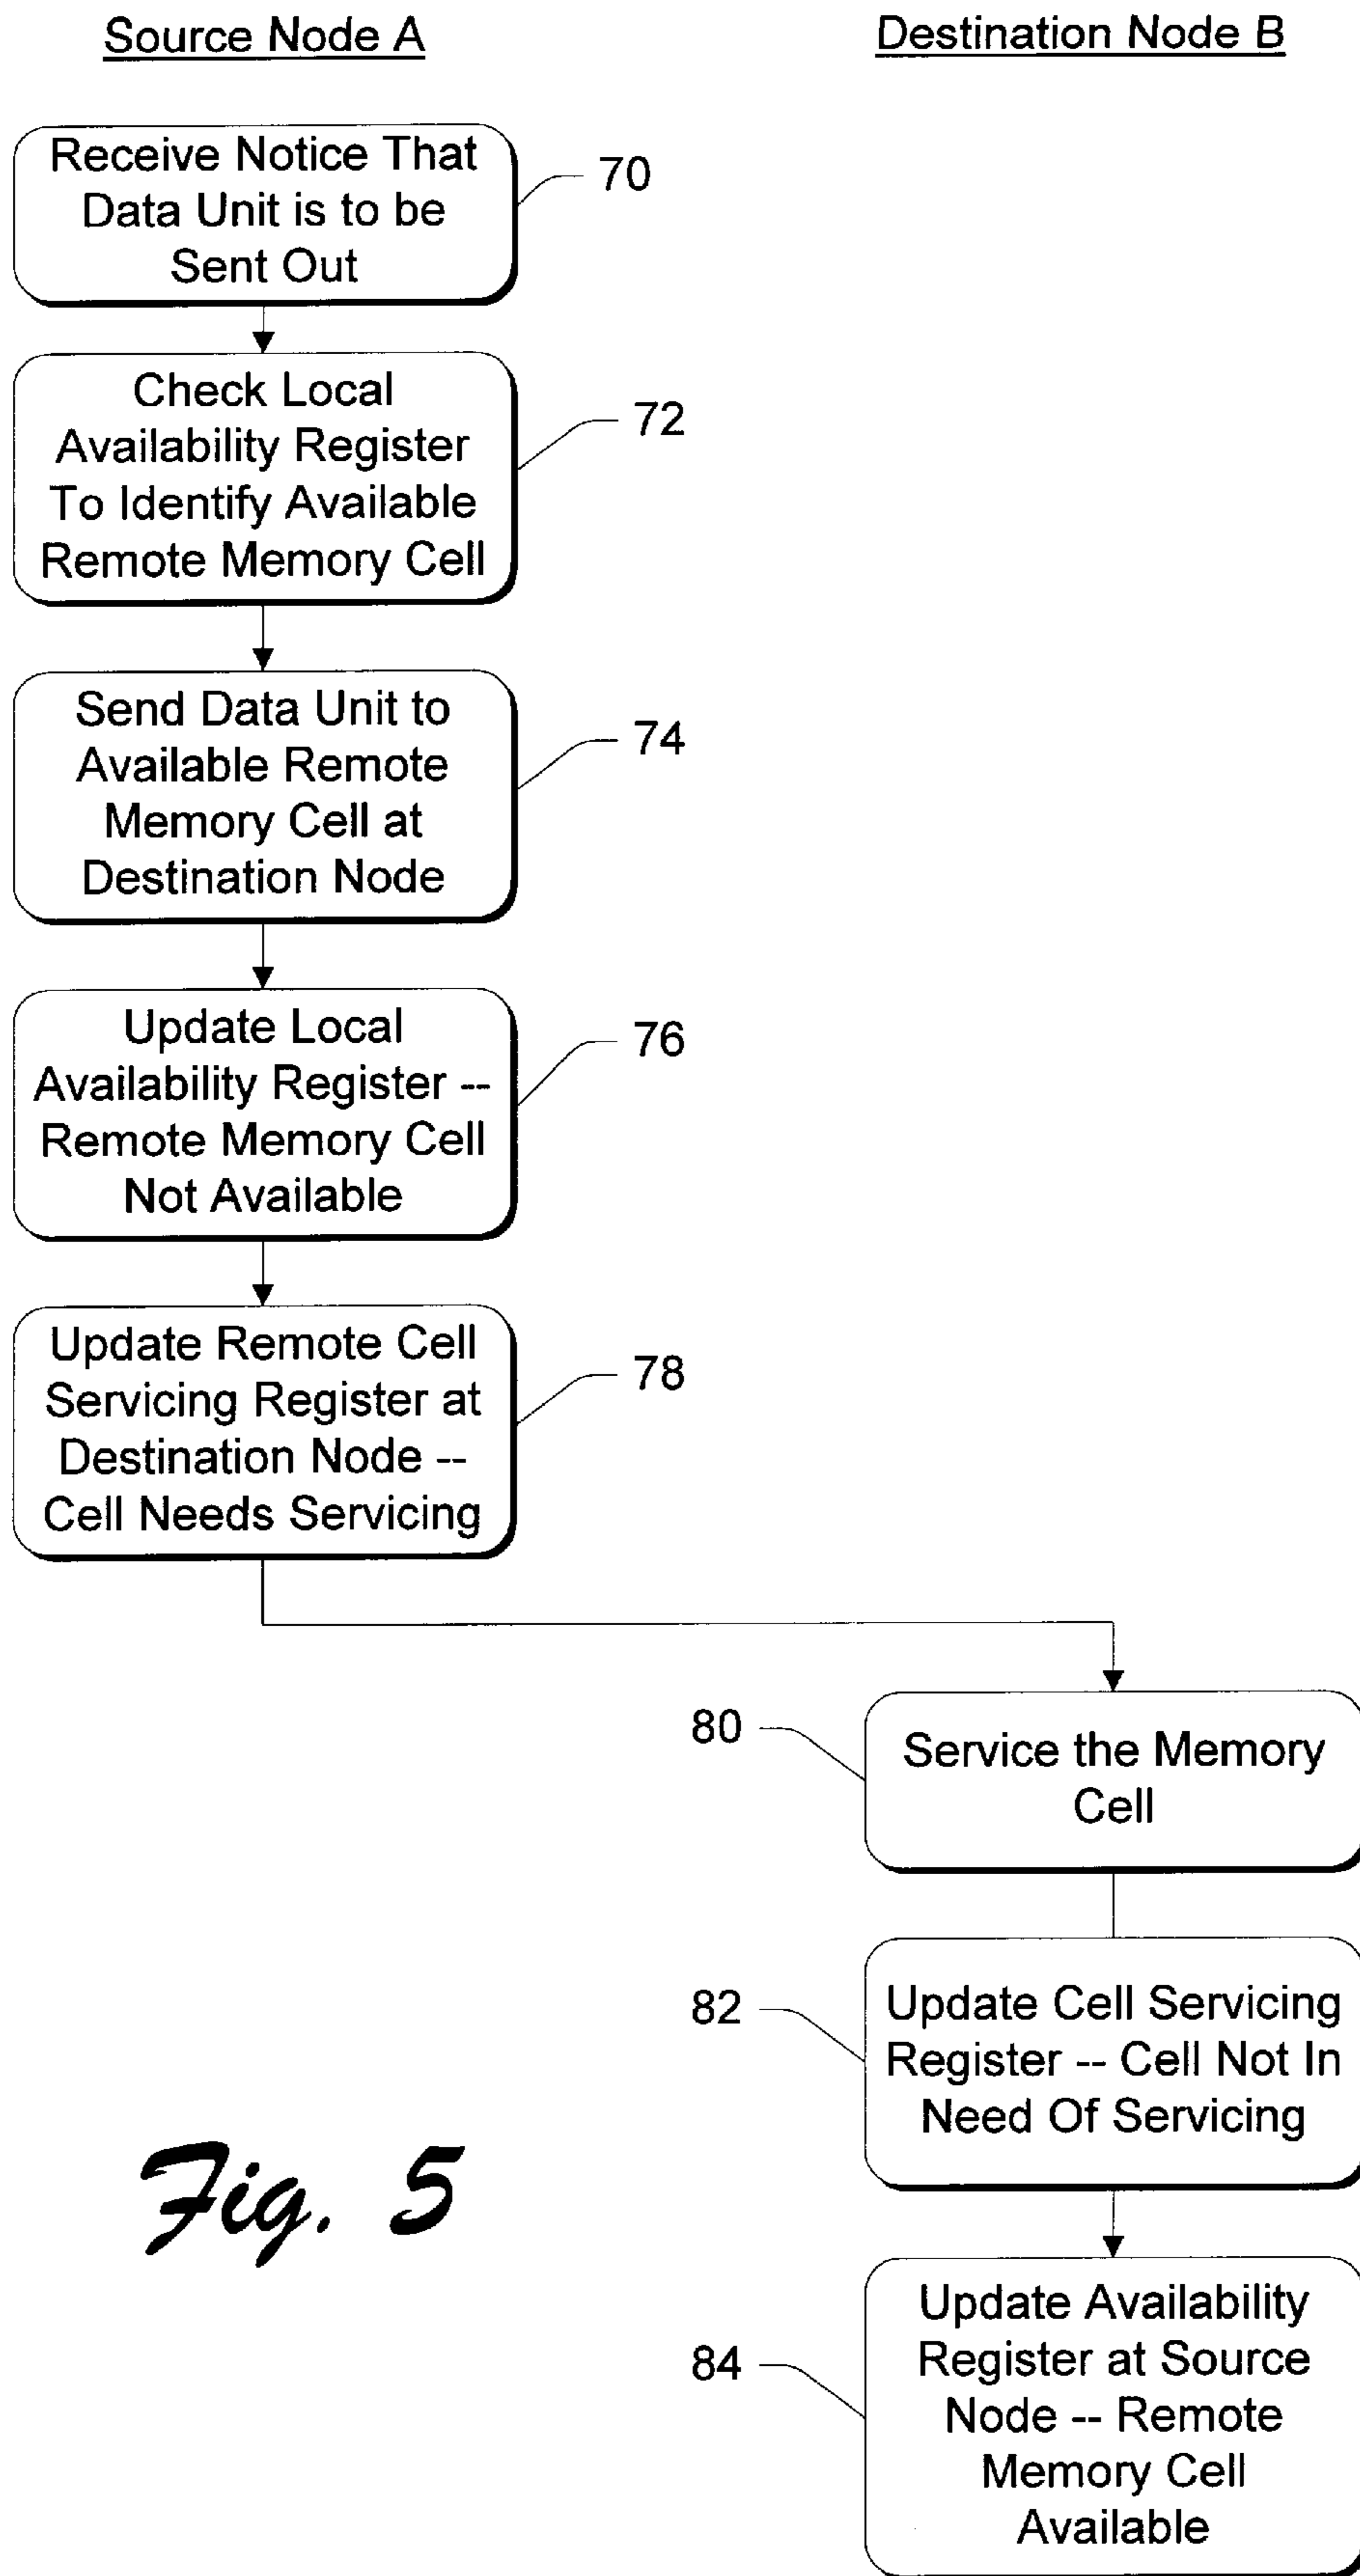 Source Node A
Destination Node B
Receive Notice That
Data Unit is to be
Sent Out
70
Check Local
Availability Register
To Identify Available
Remote Memory Cell
72
Send Data Unit to
Available Remote
Memory Cell at
Destination Node
74
Update Local
Availability Register --
Remote Memory Cell
Not Available
76
Update Remote Cell
Servicing Register at
Destination Node --
Cell Needs Servicing
78
80
Service the Memory
Cell
82
Update Cell Servicing
Register -- Cell Not In
Need Of Servicing
84
Update Availability
Register at Source
Node -- Remote
Memory Cell
Available
Fig. 5